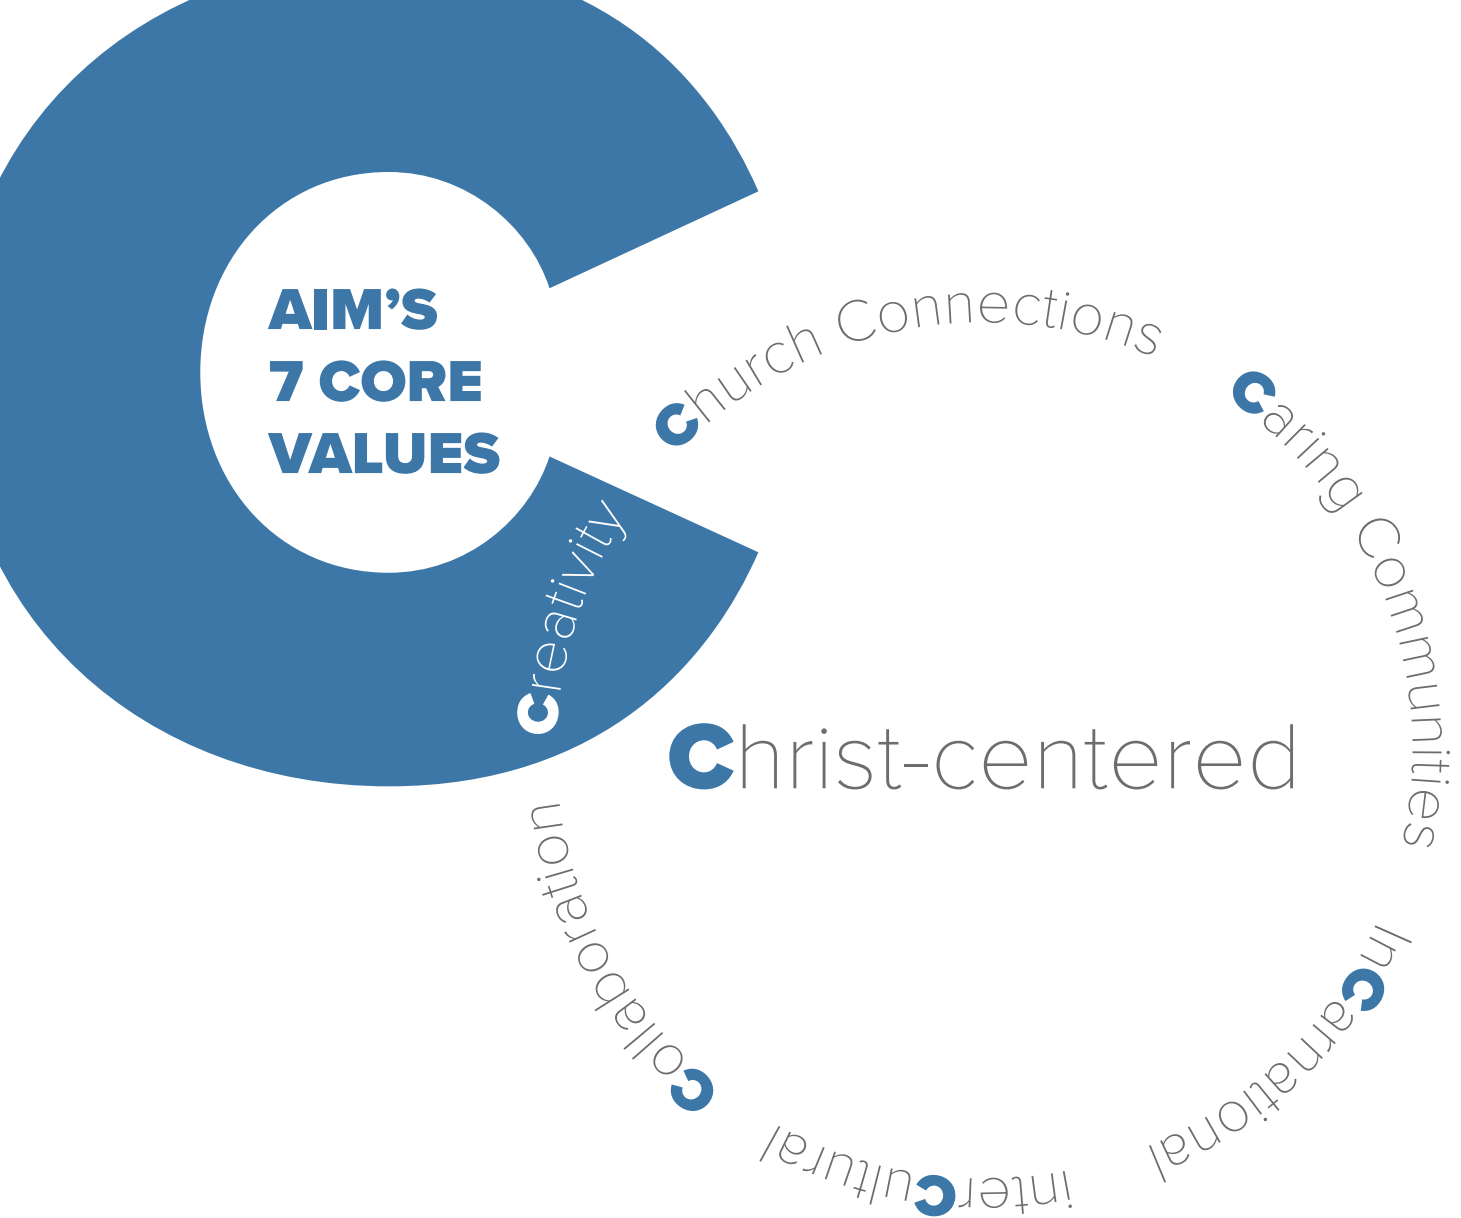 AIM’S
7 CORE
VALUES
Church Connections
Caring Communities
InCarnational
interCultural
Collaboration
Creativity
Christ-centered